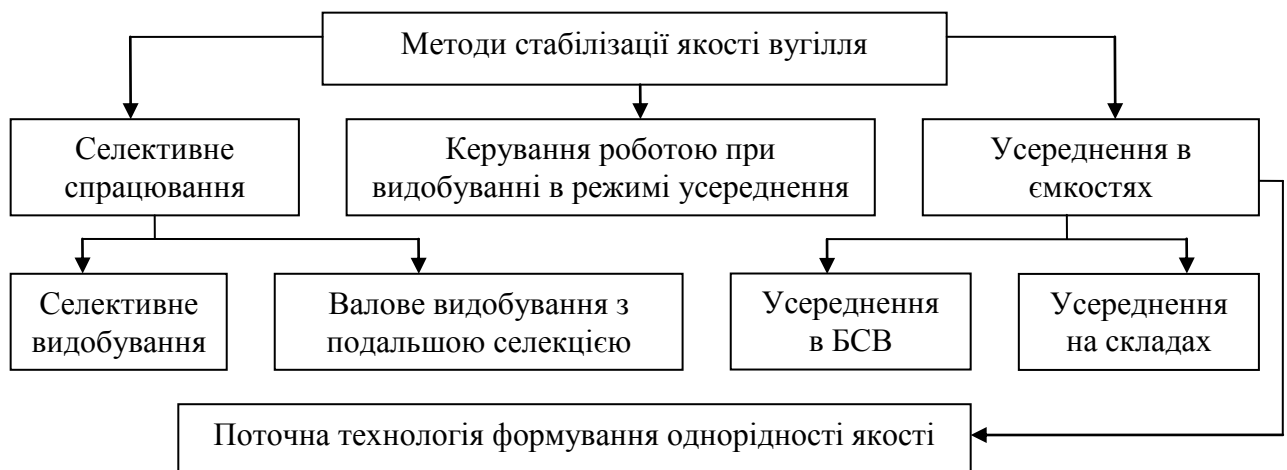 Методи стабілізації якості вугілля
Селективне
спрацювання
Керування роботою при
видобуванні в режимі усереднення
Усереднення в
ємкостях
Селективне
видобування
Валове видобування з
подальшою селекцією
Усереднення
в БСВ
Усереднення
на складах
Поточна технологія формування однорідності якості